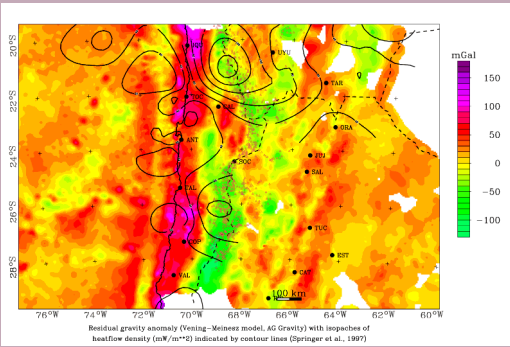 mGal
150
100
50
0
−50
−100
20°S
22°S
24°S
26°S
28°S
UYU
TAR
CAL
ORA
ANT
JUJ
SOC
SAL
SAL
TUC
COP
EST
VAL
CAT
100 km
76°W
74°W
72°W
70°W
68°W
66°W
64°W
62°W
60°W
Residual gravity anomaly (Vening−Meinesz model, AG Gravity) with isopaches of
heatflow density (mW/m**2) indicated by contour lines (Springer et al., 1997)